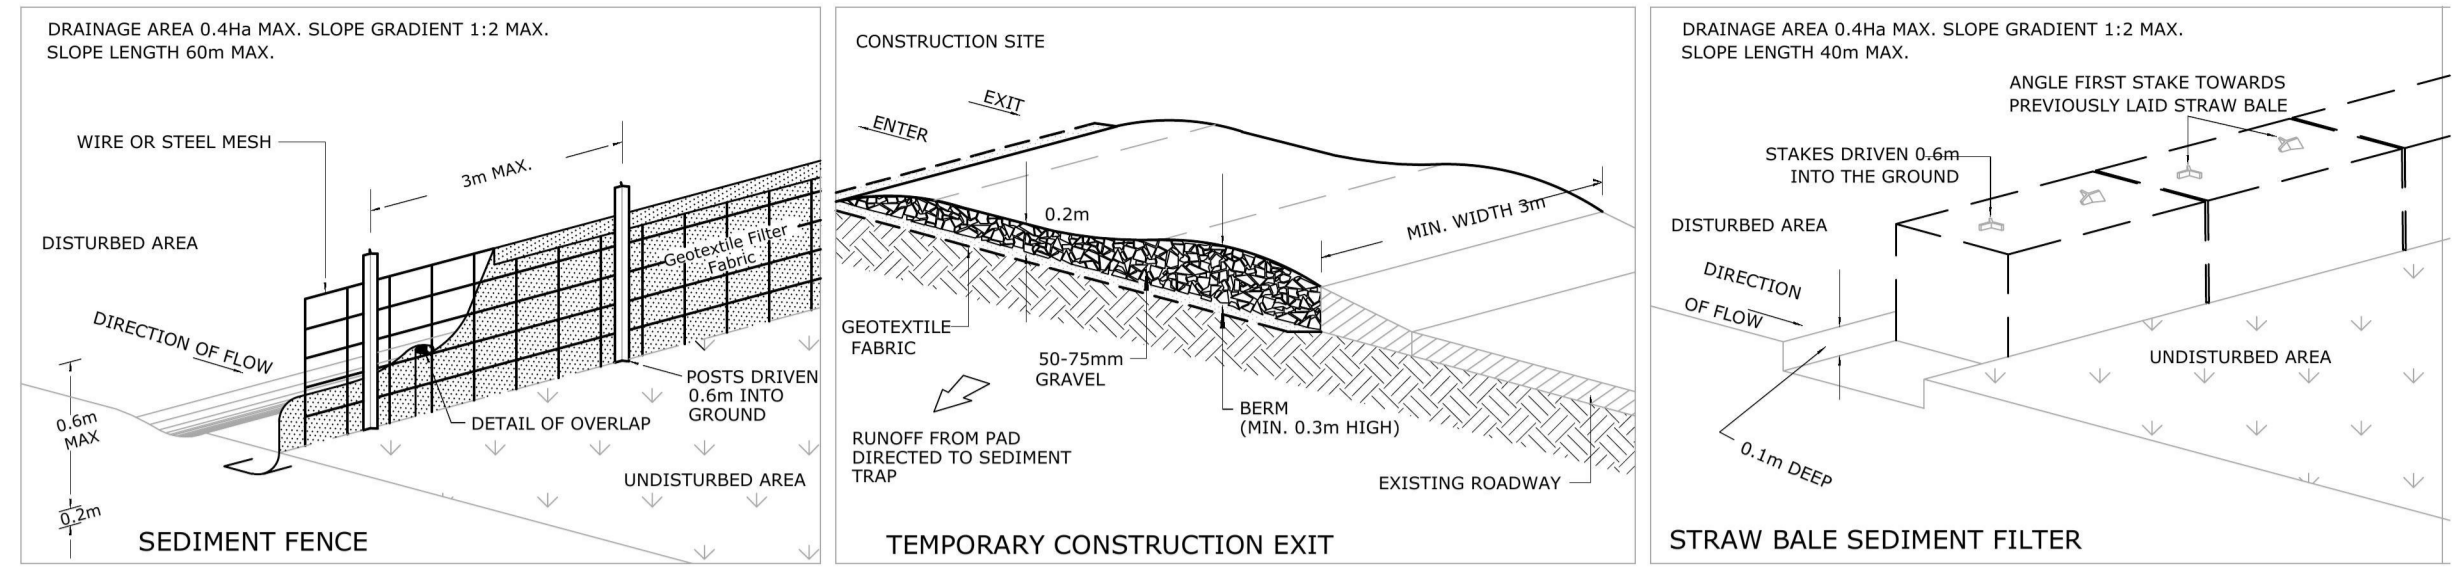 DRAINAGE AREA 0.4Ha MAX. SLOPE GRADIENT 1:2 MAX.
SLOPE LENGTH 60m MAX.
WIRE OR STEEL MESH
3m MAX.
DISTURBED AREA
Geotextile Filter
Fabric
DIRECTION OF FLOW
POSTS DRIVEN
0.6m INTO
GROUND
0.6m
MAX
DETAIL OF OVERLAP
UNDISTURBED AREA
0.2m
SEDIMENT FENCE
CONSTRUCTION SITE
EXIT
ENTER
0.2m
MIN. WIDTH 3m
GEOTEXTILE
FABRIC
50-75mm
GRAVEL
BERM
(MIN. 0.3m HIGH)
RUNOFF FROM PAD
DIRECTED TO SEDIMENT
TRAP
EXISTING ROADWAY
TEMPORARY CONSTRUCTION EXIT
DRAINAGE AREA 0.4Ha MAX. SLOPE GRADIENT 1:2 MAX.
SLOPE LENGTH 40m MAX.
ANGLE FIRST STAKE TOWARDS
PREVIOUSLY LAID STRAW BALE
STAKES DRIVEN 0.6m
INTO THE GROUND
DISTURBED AREA
DIRECTION
OF FLOW
UNDISTURBED AREA
0.1m DEEP
STRAW BALE SEDIMENT FILTER